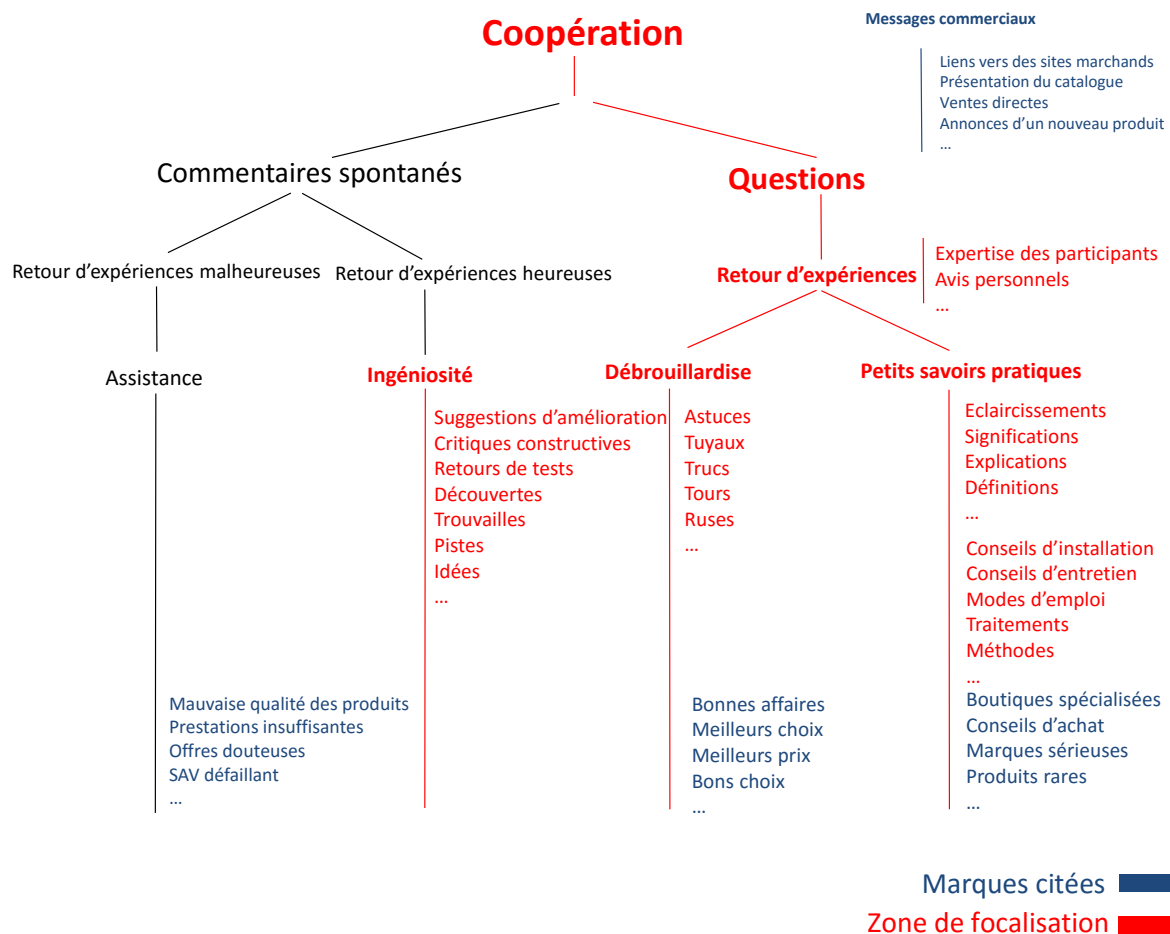 Coopération
Messages commerciaux
Liens vers des sites marchands
Présentation du catalogue
Ventes directes
Annonces d’un nouveau produit
...
Commentaires spontanés
Questions
Retour d’expériences malheureuses
Retour d’expériences heureuses
Retour d’expériences
Expertise des participants
Avis personnels
...
Assistance
Mauvaise qualité des produits
Prestations insuffisantes
Offres douteuses
SAV défaillant
...
Ingéniosité
Suggestions d’amélioration
Critiques constructives
Retours de tests
Découvertes
Trouvailles
Pistes
Idées
...
Débrouillardise
Astuces
Tuyaux
Trucs
Tours
Ruses
...
Bonnes affaires
Meilleurs choix
Meilleurs prix
Bons choix
...
Petits savoirs pratiques
Eclaircissements
Significations
Explications
Définitions
...
Conseils d’installation
Conseils d’entretien
Modes d’emploi
Traitements
Méthodes
...
Boutiques spécialisées
Conseils d’achat
Marques sérieuses
Produits rares
...
Marques citées
Zone de focalisation